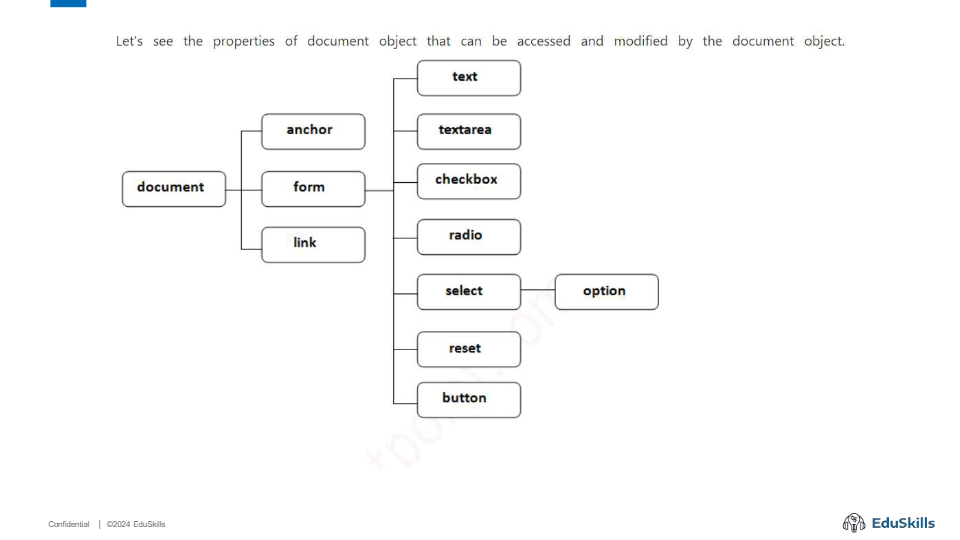 Let's see the properties of document object that can be accessed and modified by the document object.
text
anchor
textarea
document
form
checkbox
link
radio
select
option
reset
button
Confidential | ©2024 EduSkills
EduSkills